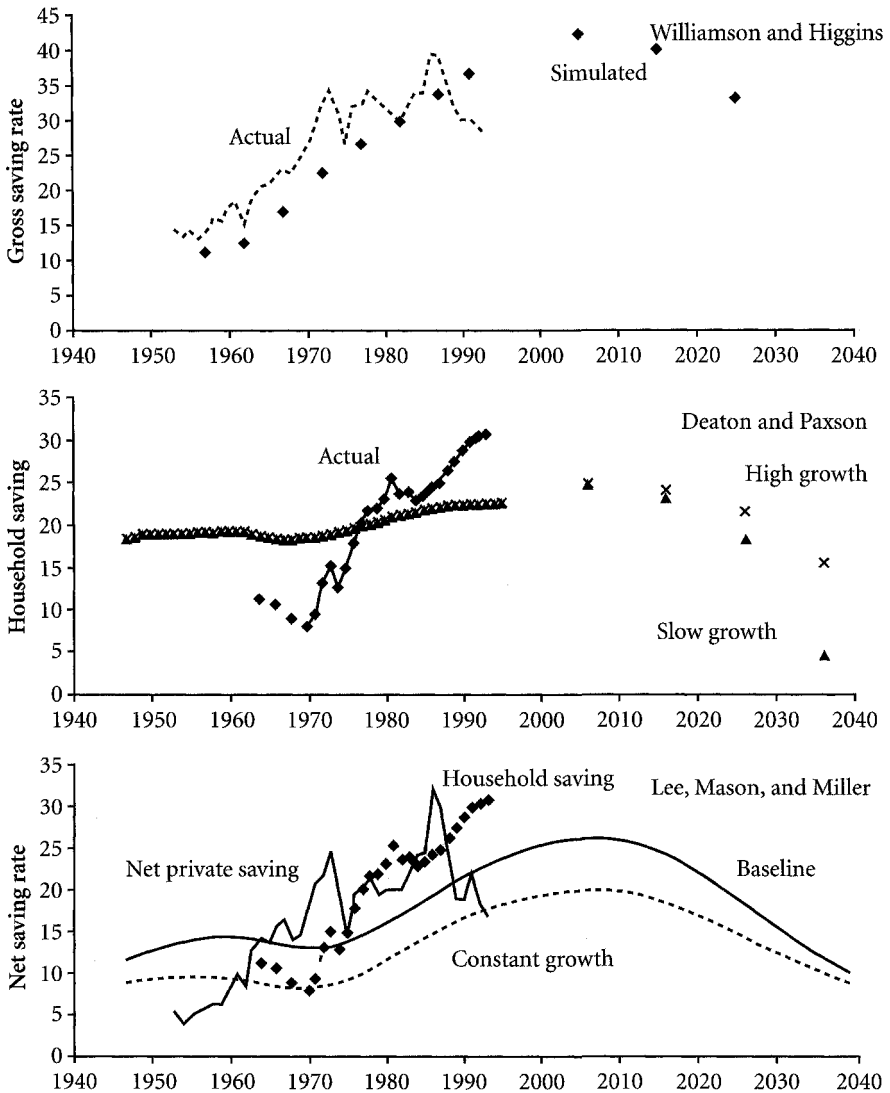 45
Williamson and Higgins
40
Simulated
35
30
Actual
25
20
15
10
5
0
Gross saving rate
1940 1950 1960 1970 1980 1990 2000 2010 2020 2030 2040
35
Deaton and Paxson
30
Actual
High growth
25
20
15
10
Slow growth
5
0
Household saving
1940 1950 1960 1970 1980 1990 2000 2010 2020 2030 2040
35
Household saving
Lee, Mason, and Miller
30
25
Net private saving
Baseline
20
15
Constant growth
10
5
0
Net saving rate
1940 1950 1960 1970 1980 1990 2000 2010 2020 2030 2040